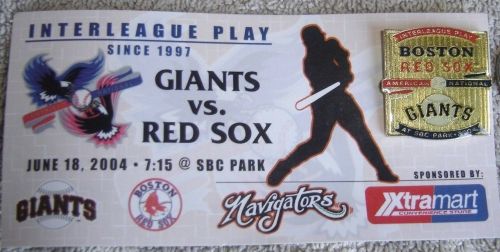 INTERLEAGUE PLAY
SINCE 1997
GIANTS
vs.
RED SOX
JUNE 18, 2004 • 7:15 @ SBC PARK
GIANTS
BOSTON
RED SOX
Navigators
SPONSORED BY:
Xtramart
CONVENIENCE STORE
INTERLEAGUE PLAY
BOSTON
RED SOX
AMERICAN NATIONAL
GIANTS
AT SBC PARK